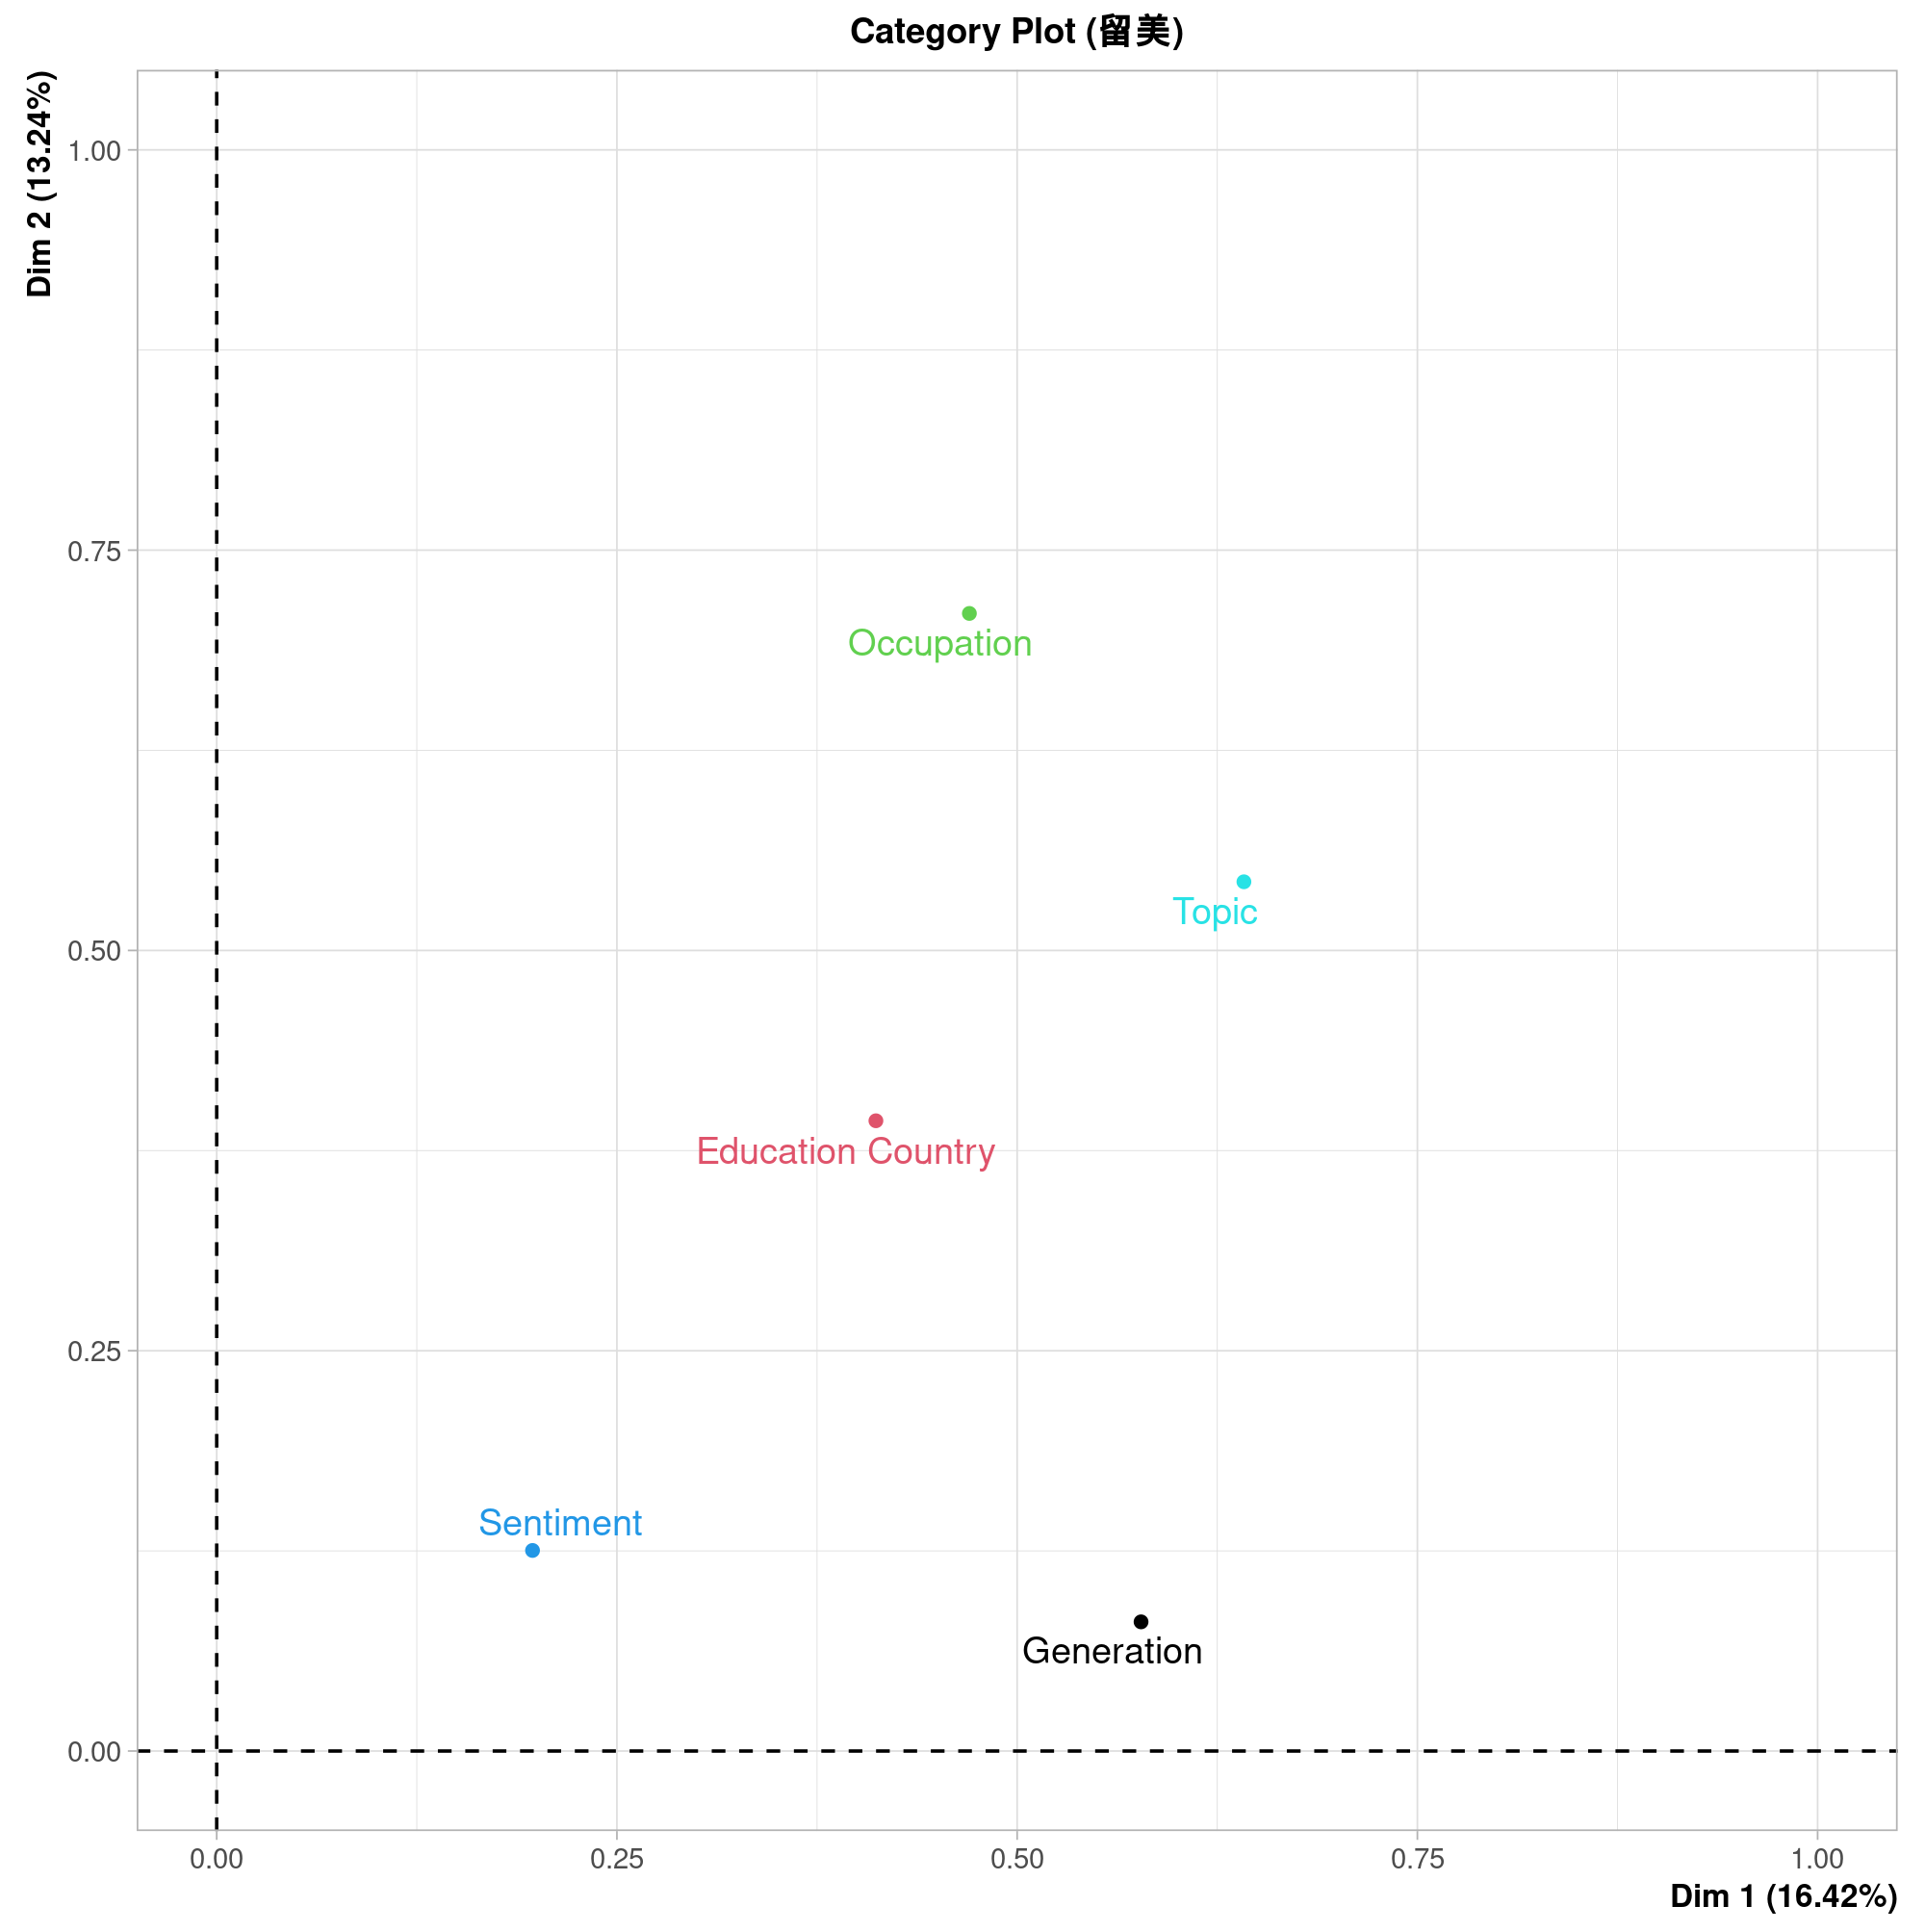 Category Plot (留美)
Dim 2 (13.24%)
1.00
0.75
Occupation
Topic
0.50
Education Country
0.25
Sentiment
Generation
0.00
0.00 0.25 0.50 0.75 1.00
Dim 1 (16.42%)